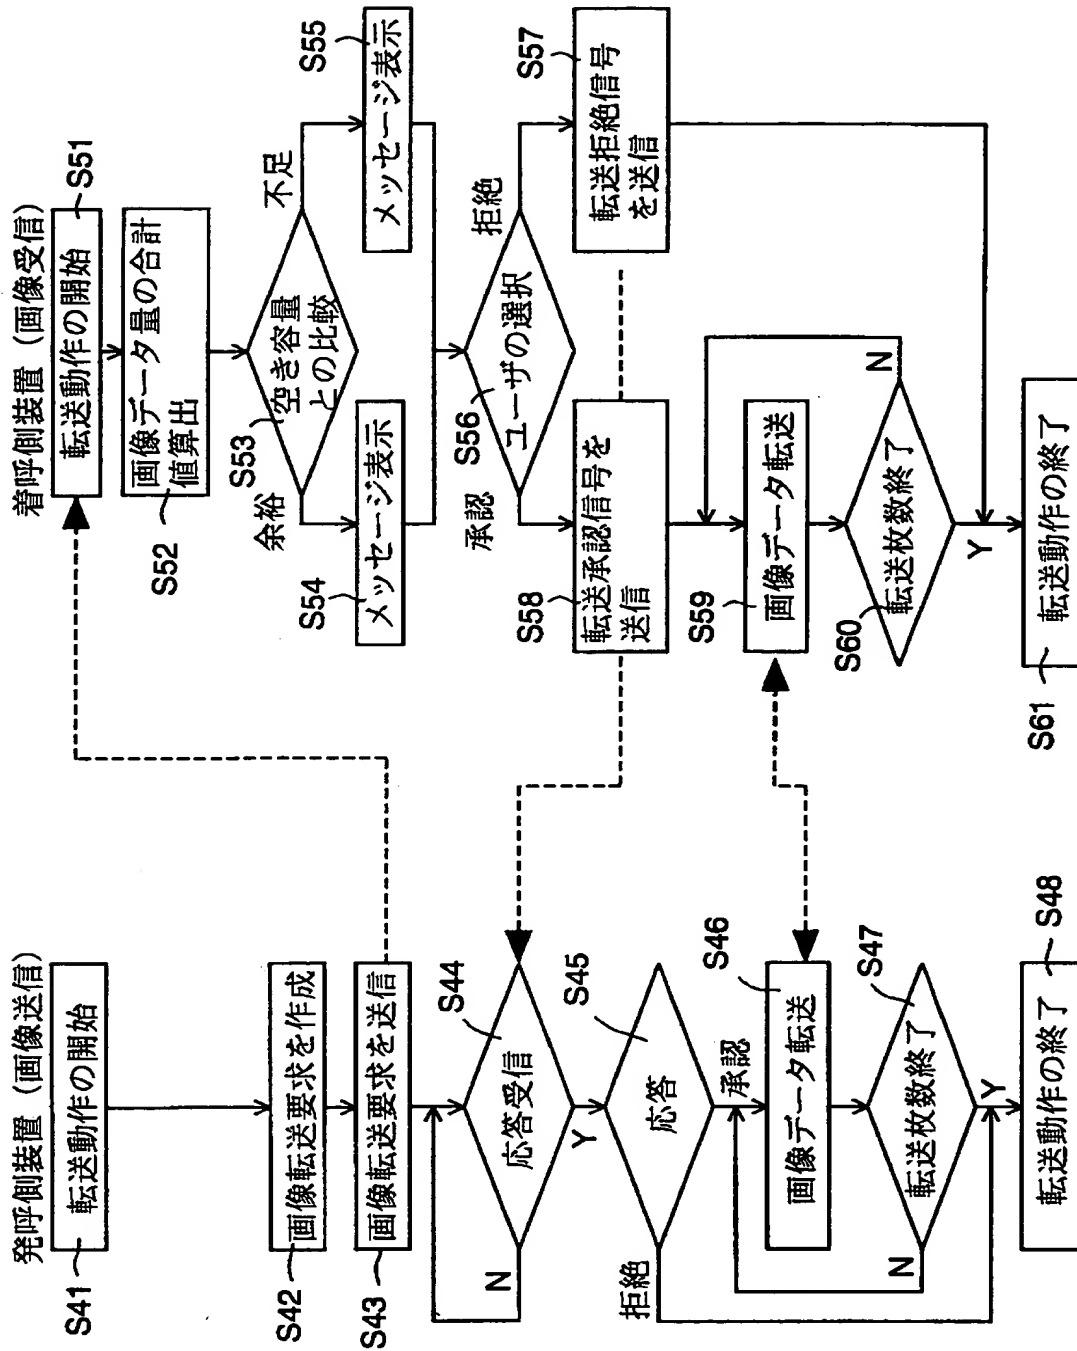 発呼側装置 (画像送信)
S41
転送動作の開始
S42
画像転送要求を作成
S43
画像転送要求を送信
S44
応答受信
N
Y
S45
応答
拒絶
承認
S46
画像データ転送
S47
転送枚数終了
N
Y
S48
転送動作の終了
着呼側装置 (画像受信)
S51
転送動作の開始
S52
画像データ量の合計
値算出
S53
空き容量
との比較
余裕
不足
S54
メッセージ表示
S55
メッセージ表示
S56
ユーザの選択
承認
拒絶
S57
転送拒絶信号
を送信
S58
転送承認信号を
送信
S59
画像データ転送
S60
転送枚数終了
N
Y
S61
転送動作の終了